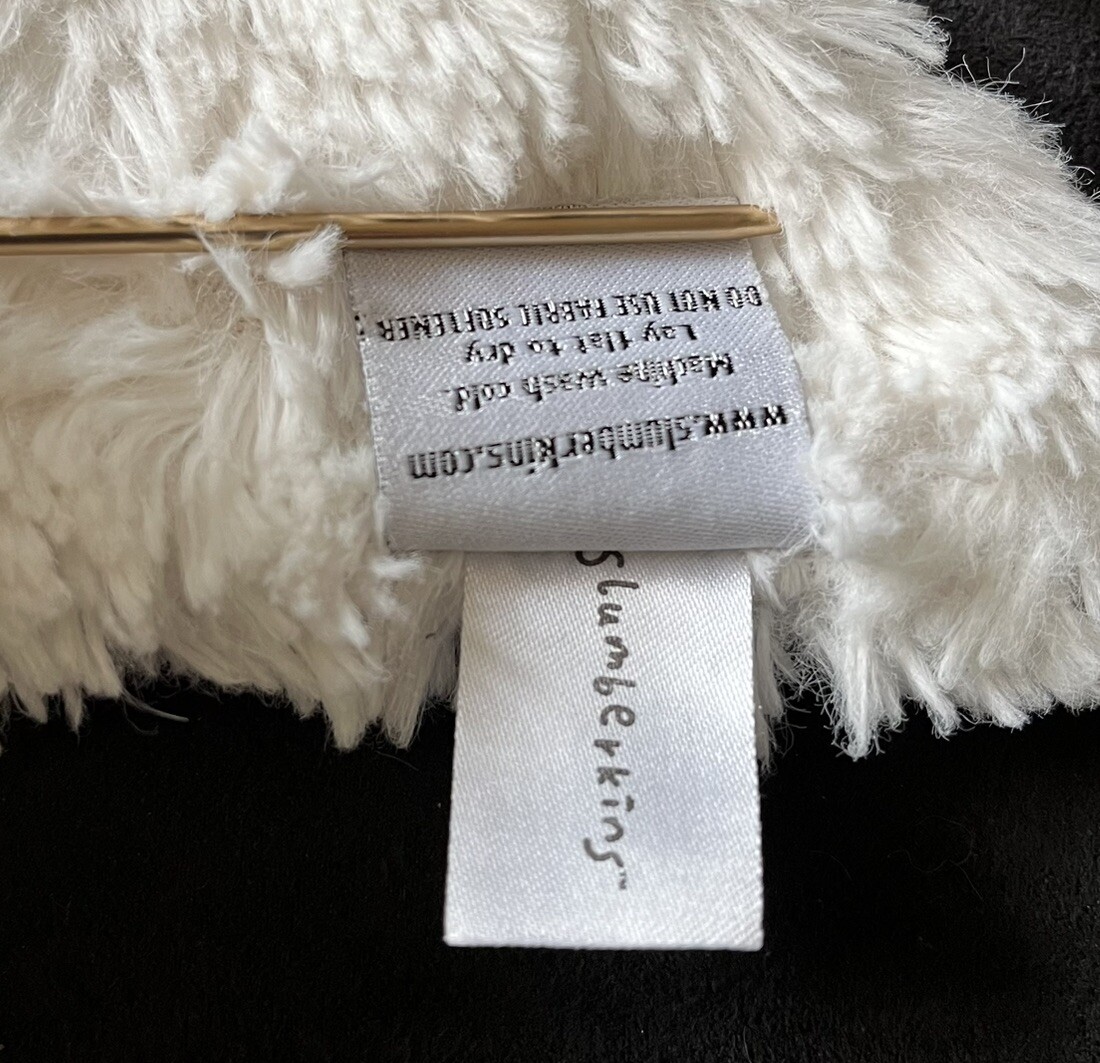 www.slumberkins.com
Machine wash cold.
Lay flat to dry
DO NOT USE FABRIC SOFTENER
Slumberkins™